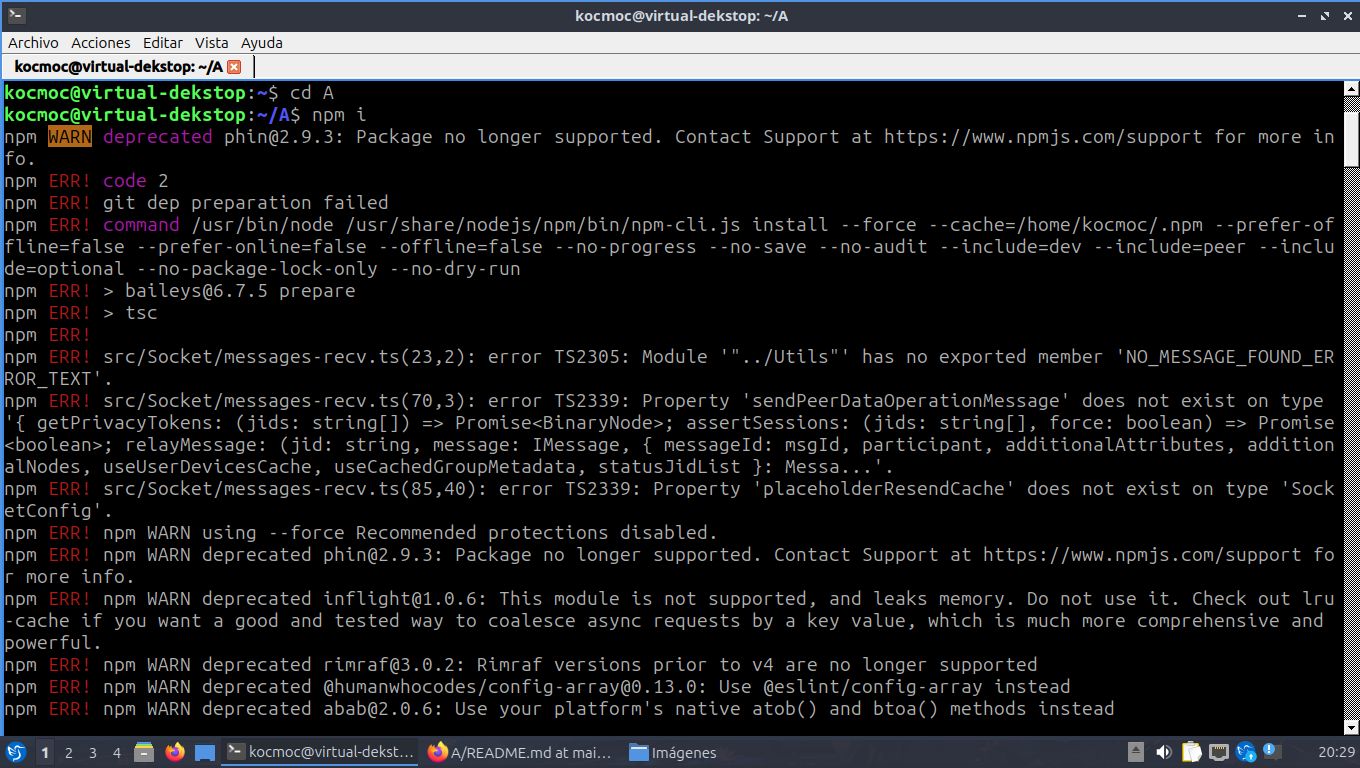 kocmoc@virtual-dekstop: ~/A
Archivo Acciones Editar Vista Ayuda
kocmoc@virtual-dekstop: ~/A
kocmoc@virtual-dekstop:~$ cd A
kocmoc@virtual-dekstop:~/A$ npm i
npm WARN deprecated phin@2.9.3: Package no longer supported. Contact Support at https://www.npmjs.com/support for more in
fo.
npm ERR! code 2
npm ERR! git dep preparation failed
npm ERR! command /usr/bin/node /usr/share/nodejs/npm/bin/npm-cli.js install --force --cache=/home/kocmoc/.npm --prefer-of
fline=false --prefer-online=false --offline=false --no-progress --no-save --no-audit --include=dev --include=peer --inclu
de=optional --no-package-lock-only --no-dry-run
npm ERR! > baileys@6.7.5 prepare
npm ERR! > tsc
npm ERR!
npm ERR! src/Socket/messages-recv.ts(23,2): error TS2305: Module '"../Utils"' has no exported member 'NO_MESSAGE_FOUND_ER
ROR_TEXT'.
npm ERR! src/Socket/messages-recv.ts(70,3): error TS2339: Property 'sendPeerDataOperationMessage' does not exist on type
'{ getPrivacyTokens: (jids: string[]) => Promise<BinaryNode>; assertSessions: (jids: string[], force: boolean) => Promise
<boolean>; relayMessage: (jid: string, message: IMessage, { messageId: msgId, participant, additionalAttributes, addition
alNodes, useUserDevicesCache, useCachedGroupMetadata, statusJidList }: Messa...'.
npm ERR! src/Socket/messages-recv.ts(85,40): error TS2339: Property 'placeholderResendCache' does not exist on type 'Sock
etConfig'.
npm ERR! npm WARN using --force Recommended protections disabled.
npm ERR! npm WARN deprecated phin@2.9.3: Package no longer supported. Contact Support at https://www.npmjs.com/support fo
r more info.
npm ERR! npm WARN deprecated inflight@1.0.6: This module is not supported, and leaks memory. Do not use it. Check out lru
-cache if you want a good and tested way to coalesce async requests by a key value, which is much more comprehensive and
powerful.
npm ERR! npm WARN deprecated rimraf@3.0.2: Rimraf versions prior to v4 are no longer supported
npm ERR! npm WARN deprecated @humanwhocodes/config-array@0.13.0: Use @eslint/config-array instead
npm ERR! npm WARN deprecated abab@2.0.6: Use your platform's native atob() and btoa() methods instead
1 2 3 4 kocmoc@virtual-dekst... A/README.md at mai... Imágenes 20:29